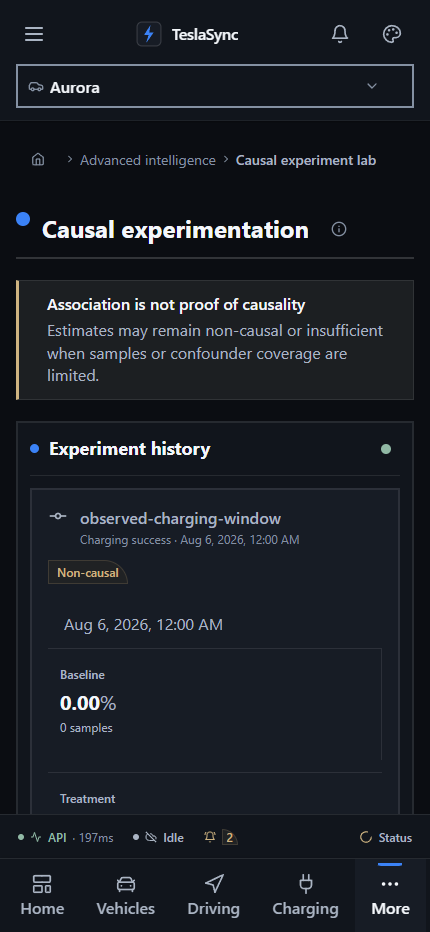 TeslaSync
Aurora
Advanced intelligence
Causal experiment lab
Causal experimentation
Association is not proof of causality
Estimates may remain non-causal or insufficient
when samples or confounder coverage are
limited.
Experiment history
observed-charging-window
Charging success · Aug 6, 2026, 12:00 AM
Non-causal
Aug 6, 2026, 12:00 AM
Baseline
0.00%
0 samples
Treatment
API · 197ms
Idle
2
Status
Home
Vehicles
Driving
Charging
More